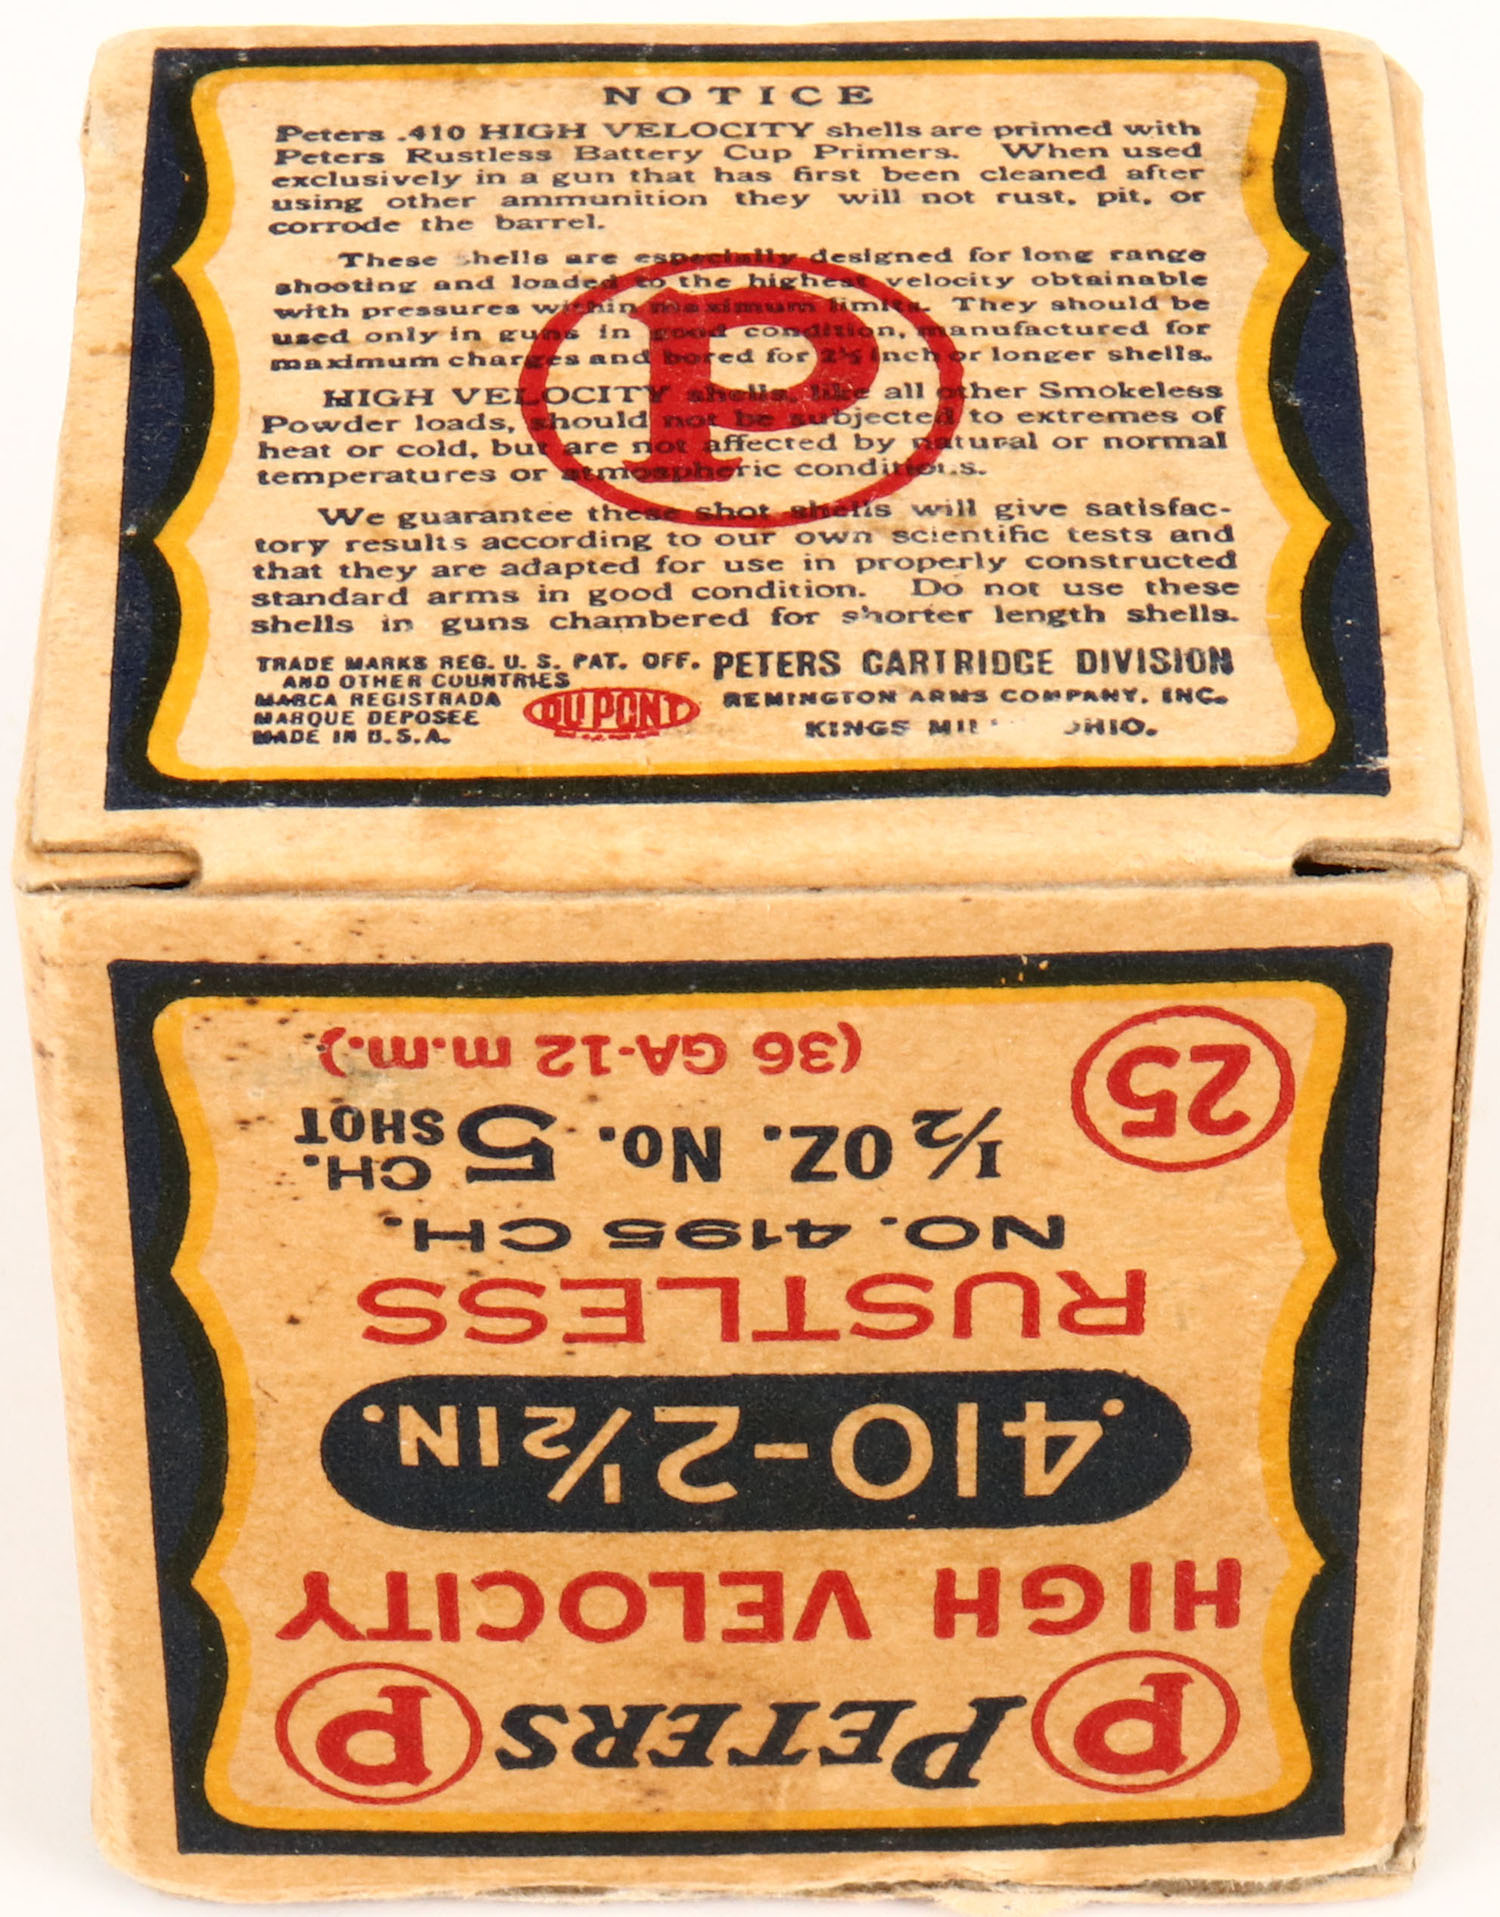 NOTICE
Peters .410 HIGH VELOCITY shells are primed with
Peters Rustless Battery Cup Primers. When used
exclusively in a gun that has first been cleaned after
using other ammunition they will not rust, pit, or
corrode the barrel.
These shells are especially designed for long range
shooting and loaded to the highest velocity obtainable
with pressures within maximum limits. They should be
used only in guns in good condition, manufactured for
maximum charges and bored for 2½ inch or longer shells.
HIGH VELOCITY shells, like all other Smokeless
Powder loads, should not be subjected to extremes of
heat or cold, but are not affected by natural or normal
temperatures or atmospheric conditions.
We guarantee these shot shells will give satisfac-
tory results according to our own scientific tests and
that they are adapted for use in properly constructed
standard arms in good condition. Do not use these
shells in guns chambered for shorter length shells.
P
TRADE MARKS REG. U. S. PAT. OFF.
AND OTHER COUNTRIES
MARCA REGISTRADA
MARQUE DEPOSEE
MADE IN U.S.A.
DU PONT
PETERS CARTRIDGE DIVISION
REMINGTON ARMS COMPANY, INC.
KINGS MILLS, OHIO.
P PETERS P
HIGH VELOCITY
.410-2½ IN.
RUSTLESS
NO. 4195 CH.
½ OZ. NO. 5 CH. SHOT
(36 GA-12 m.m.)
25